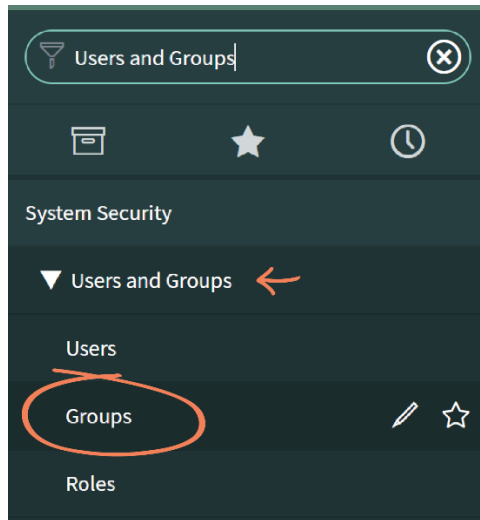 Users and Groups
System Security
Users and Groups
Users
Groups
Roles